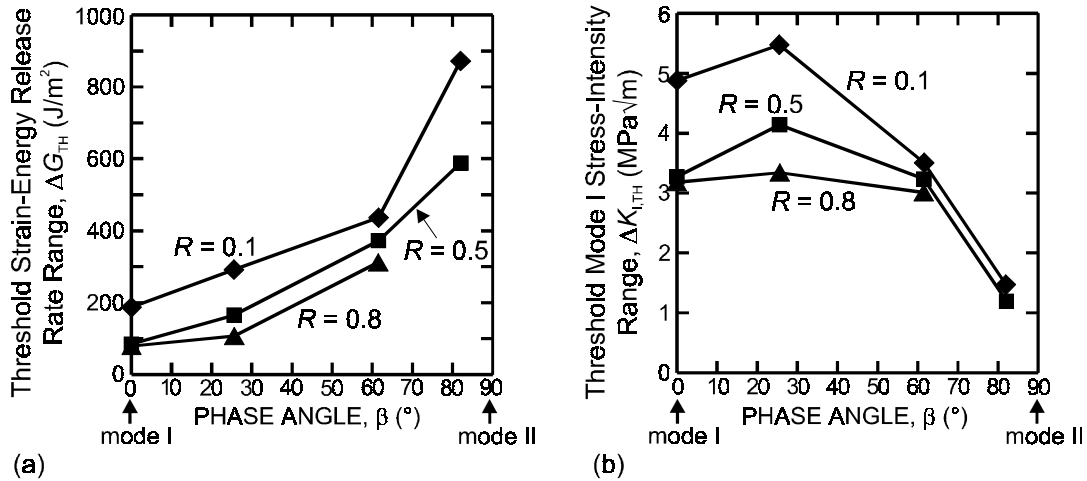 Threshold Strain-Energy Release
Rate Range, ΔG_TH (J/m²)
1000
800
600
400
200
0
R = 0.1
R = 0.5
R = 0.8
0 10 20 30 40 50 60 70 80 90
PHASE ANGLE, β (°)
mode I
mode II
(a)
Threshold Mode I Stress-Intensity
Range, ΔK_I,TH (MPa√m)
6
5
4
3
2
1
0
R = 0.1
R = 0.5
R = 0.8
0 10 20 30 40 50 60 70 80 90
PHASE ANGLE, β (°)
mode I
mode II
(b)